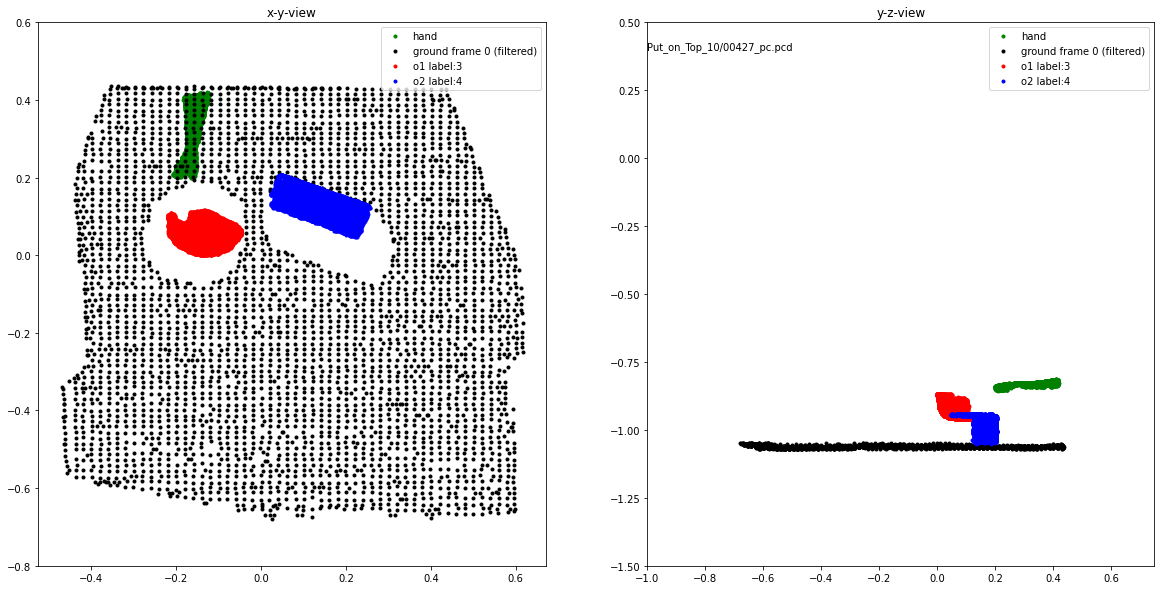 x-y-view
hand
ground frame 0 (filtered)
o1 label:3
o2 label:4
0.6
0.4
0.2
0.0
−0.2
−0.4
−0.6
−0.8
−0.4
−0.2
0.0
0.2
0.4
0.6
y-z-view
Put_on_Top_10/00427_pc.pcd
hand
ground frame 0 (filtered)
o1 label:3
o2 label:4
0.50
0.25
0.00
−0.25
−0.50
−0.75
−1.00
−1.25
−1.50
−1.0
−0.8
−0.6
−0.4
−0.2
0.0
0.2
0.4
0.6